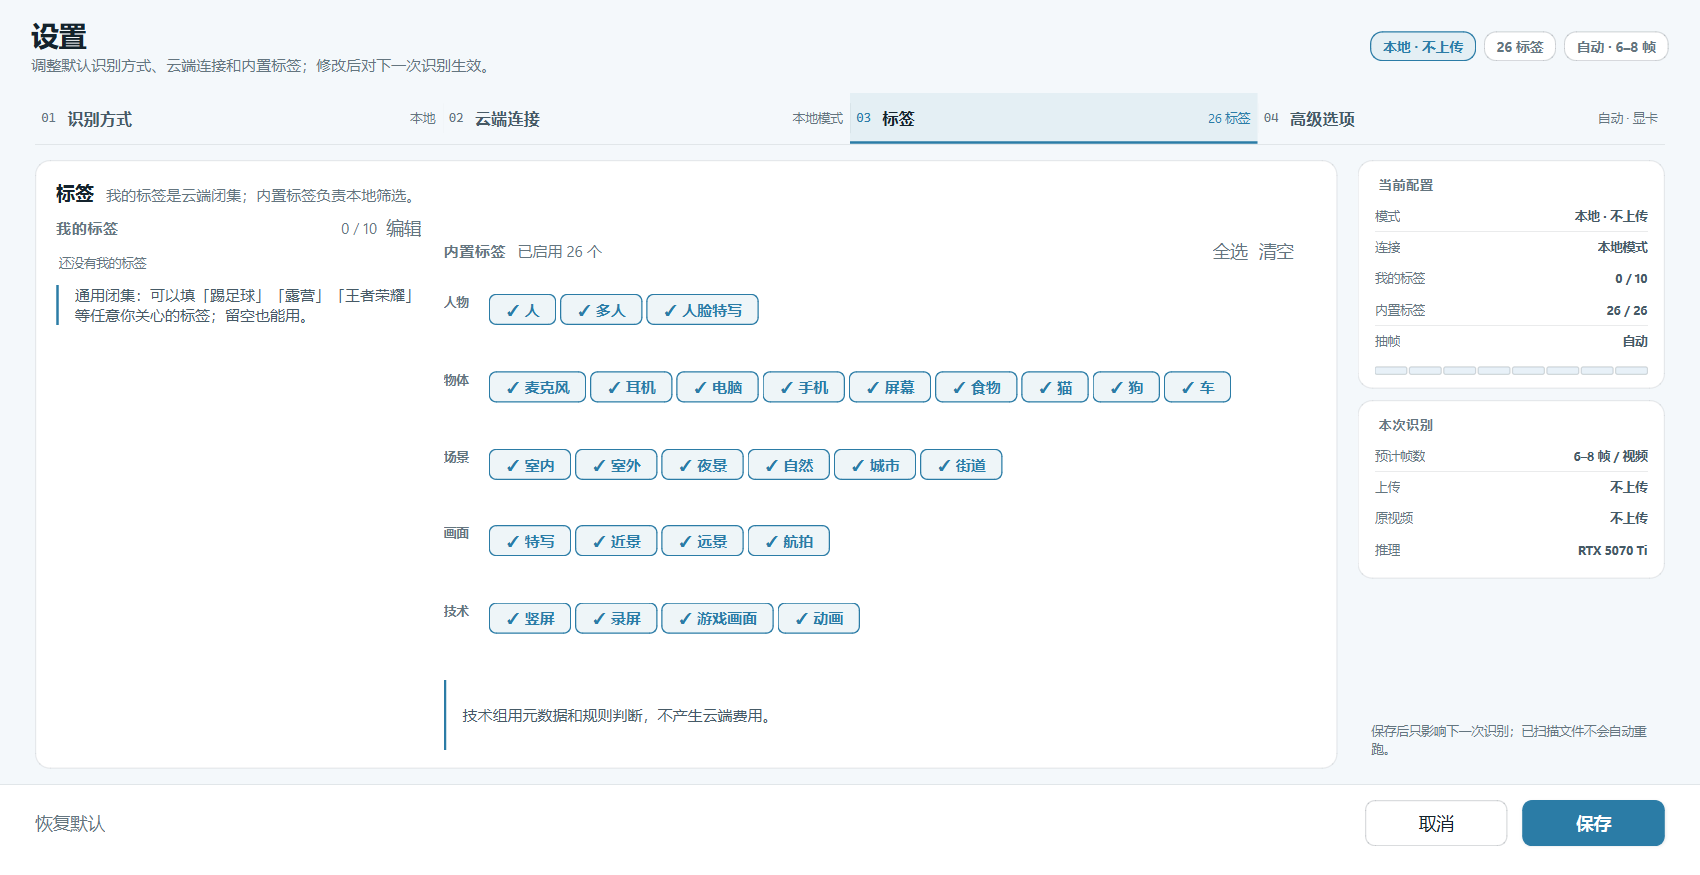 设置
调整默认识别方式、云端连接和内置标签；修改后对下一次识别生效。
本地 · 不上传
26 标签
自动 · 6–8 帧
01 识别方式 本地
02 云端连接 本地模式
03 标签 26 标签
04 高级选项 自动 · 显卡
标签 我的标签是云端闭集；内置标签负责本地筛选。
我的标签 0 / 10 编辑
还没有我的标签
通用闭集：可以填「踢足球」「露营」「王者荣耀」
等任意你关心的标签；留空也能用。
内置标签 已启用 26 个 全选 清空
人物 ✓ 人 ✓ 多人 ✓ 人脸特写
物体 ✓ 麦克风 ✓ 耳机 ✓ 电脑 ✓ 手机 ✓ 屏幕 ✓ 食物 ✓ 猫 ✓ 狗 ✓ 车
场景 ✓ 室内 ✓ 室外 ✓ 夜景 ✓ 自然 ✓ 城市 ✓ 街道
画面 ✓ 特写 ✓ 近景 ✓ 远景 ✓ 航拍
技术 ✓ 竖屏 ✓ 录屏 ✓ 游戏画面 ✓ 动画
技术组用元数据和规则判断，不产生云端费用。
当前配置
模式 本地 · 不上传
连接 本地模式
我的标签 0 / 10
内置标签 26 / 26
抽帧 自动
本次识别
预计帧数 6–8 帧 / 视频
上传 不上传
原视频 不上传
推理 RTX 5070 Ti
保存后只影响下一次识别；已扫描文件不会自动重
跑。
恢复默认
取消
保存